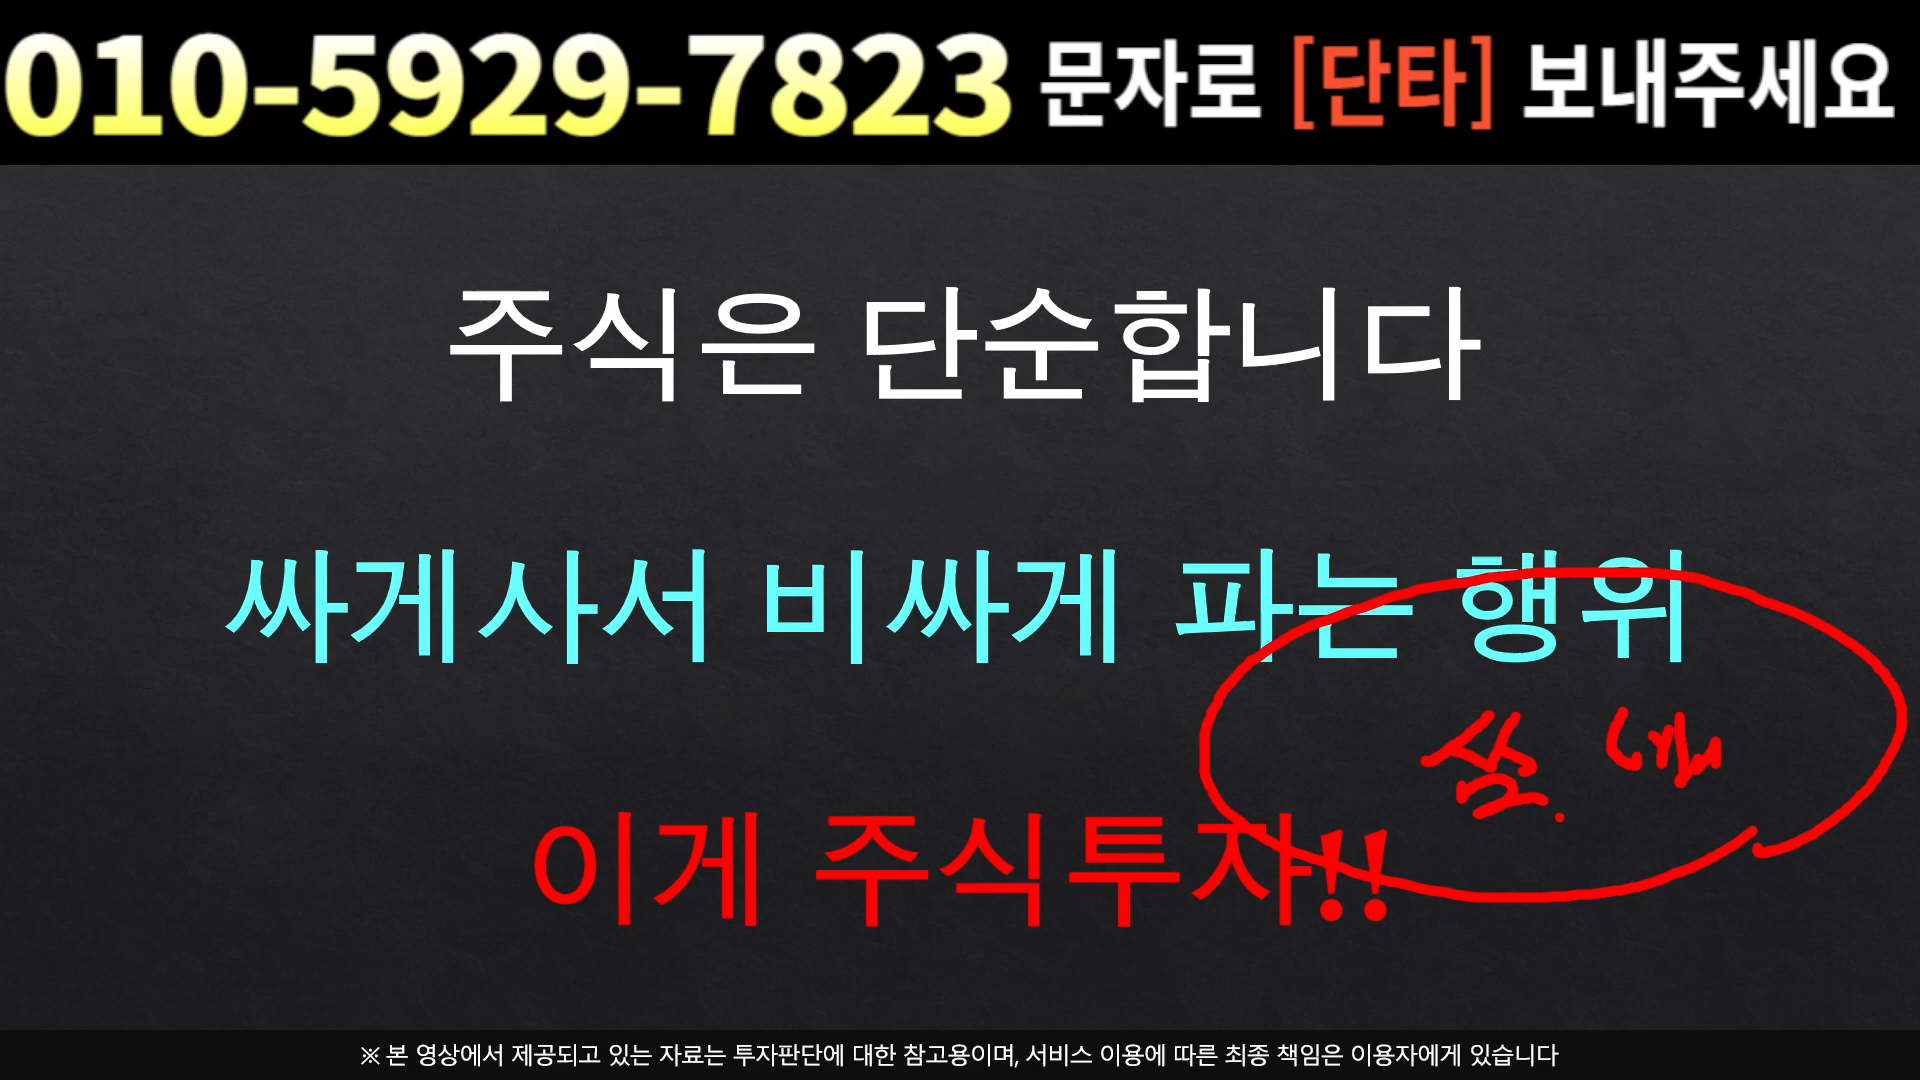 010-5929-7823 문자로 [단타] 보내주세요
주식은 단순합니다
싸게사서 비싸게 파는 행위
쌀.
이게 주식투자!!
※ 본 영상에서 제공되고 있는 자료는 투자판단에 대한 참고용이며, 서비스 이용에 따른 최종 책임은 이용자에게 있습니다